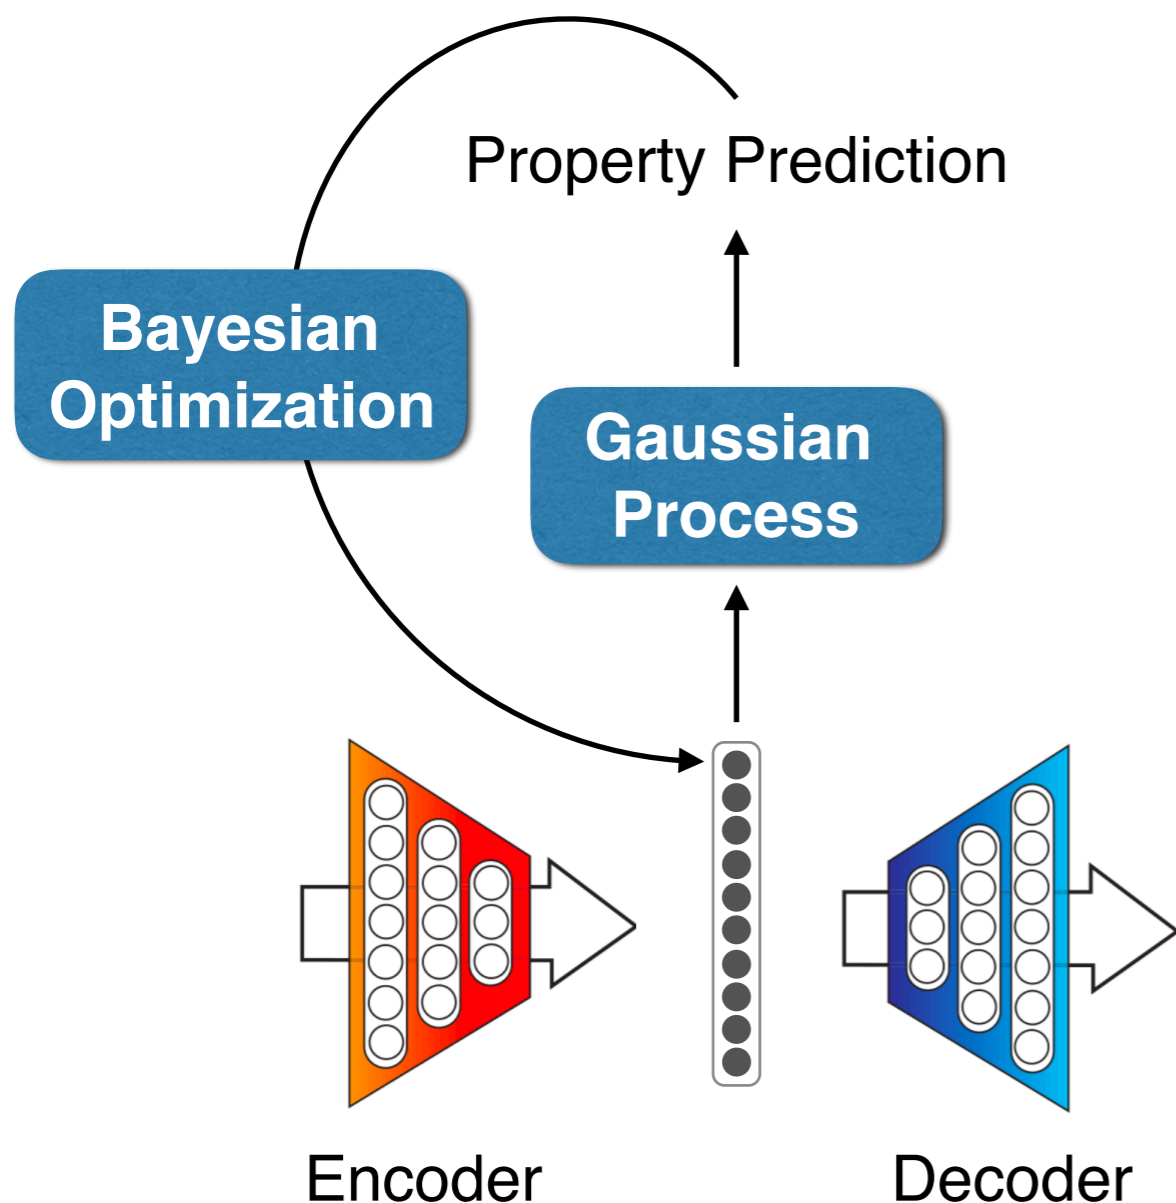 Property Prediction
Bayesian
Optimization
Gaussian
Process
Encoder
Decoder